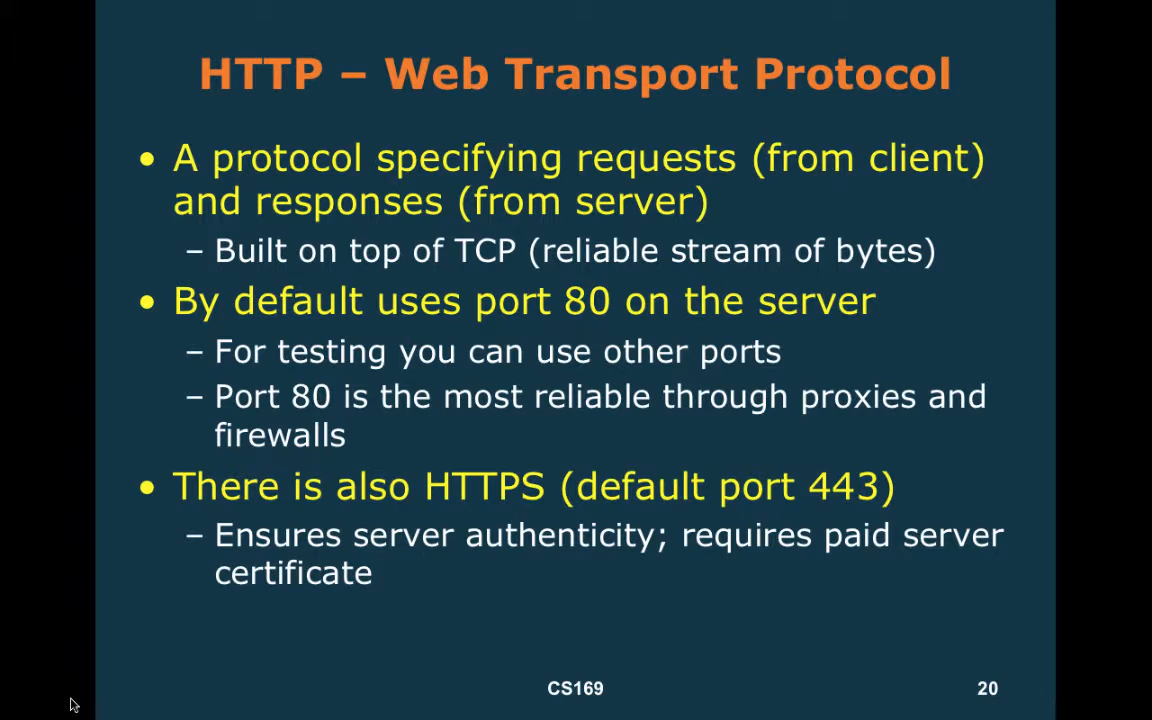 HTTP – Web Transport Protocol
• A protocol specifying requests (from client)
and responses (from server)
– Built on top of TCP (reliable stream of bytes)
• By default uses port 80 on the server
– For testing you can use other ports
– Port 80 is the most reliable through proxies and
firewalls
• There is also HTTPS (default port 443)
– Ensures server authenticity; requires paid server
certificate
CS169
20